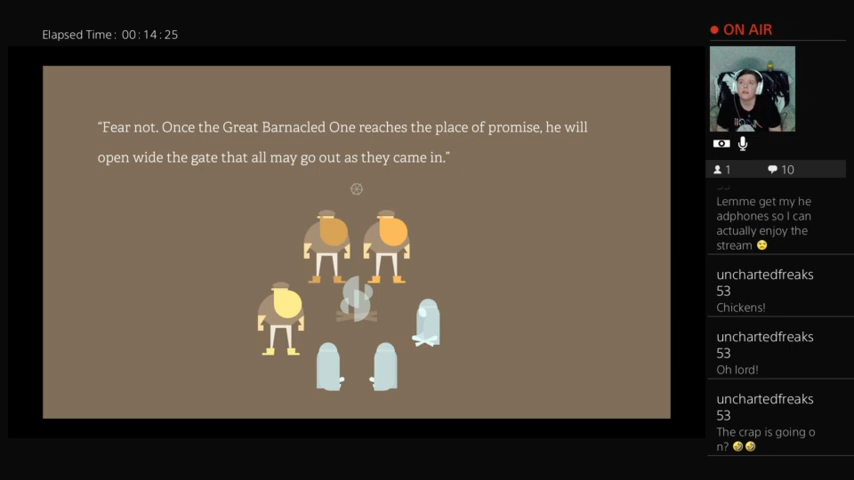 Elapsed Time: 00:14:25
ON AIR
"Fear not. Once the Great Barnacled One reaches the place of promise, he will
open wide the gate that all may go out as they came in."
1
10
Lemme get my he
adphones so I can
actually enjoy the
stream 😒
unchartedfreaks
53
Chickens!
unchartedfreaks
53
Oh lord!
unchartedfreaks
53
The crap is going o
n? 🤣🤣